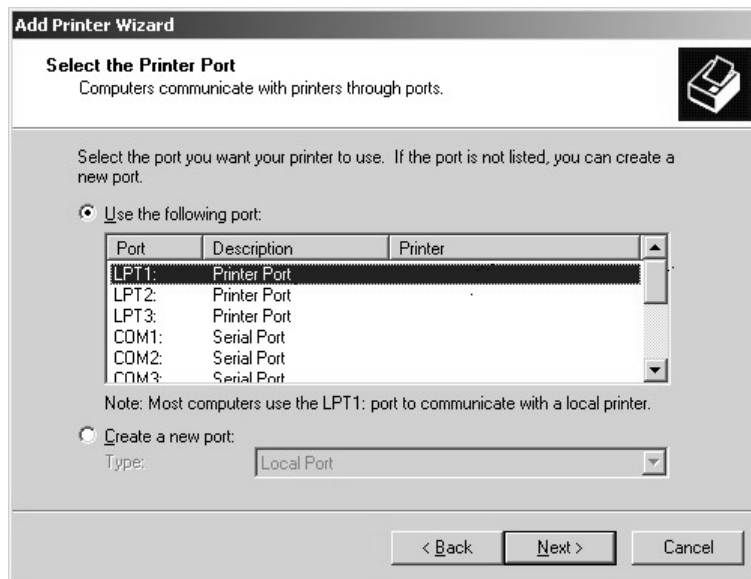 Add Printer Wizard
Select the Printer Port
Computers communicate with printers through ports.
Select the port you want your printer to use. If the port is not listed, you can create a
new port.
Use the following port:
Port Description Printer
LPT1: Printer Port
LPT2: Printer Port
LPT3: Printer Port
COM1: Serial Port
COM2: Serial Port
COM3: Serial Port
Note: Most computers use the LPT1: port to communicate with a local printer.
Create a new port:
Type: Local Port
< Back Next > Cancel